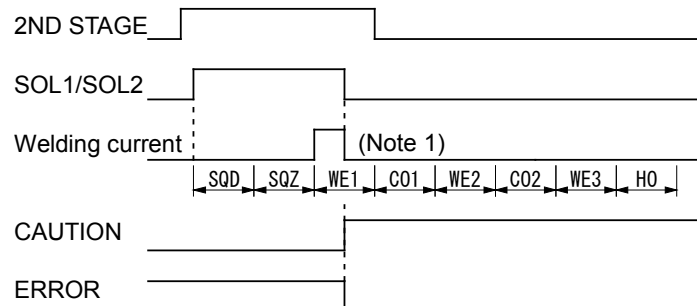 2ND STAGE
SOL1/SOL2
Welding current
(Note 1)
SQD SQZ WE1 CO1 WE2 CO2 WE3 HO
CAUTION
ERROR